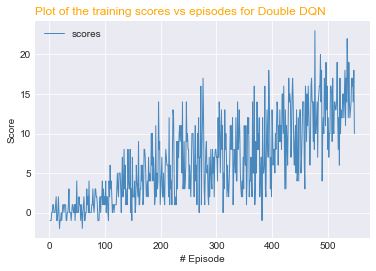 Plot of the training scores vs episodes for Double DQN
scores
20
15
10
5
0
Score
0
100
200
300
400
500
# Episode